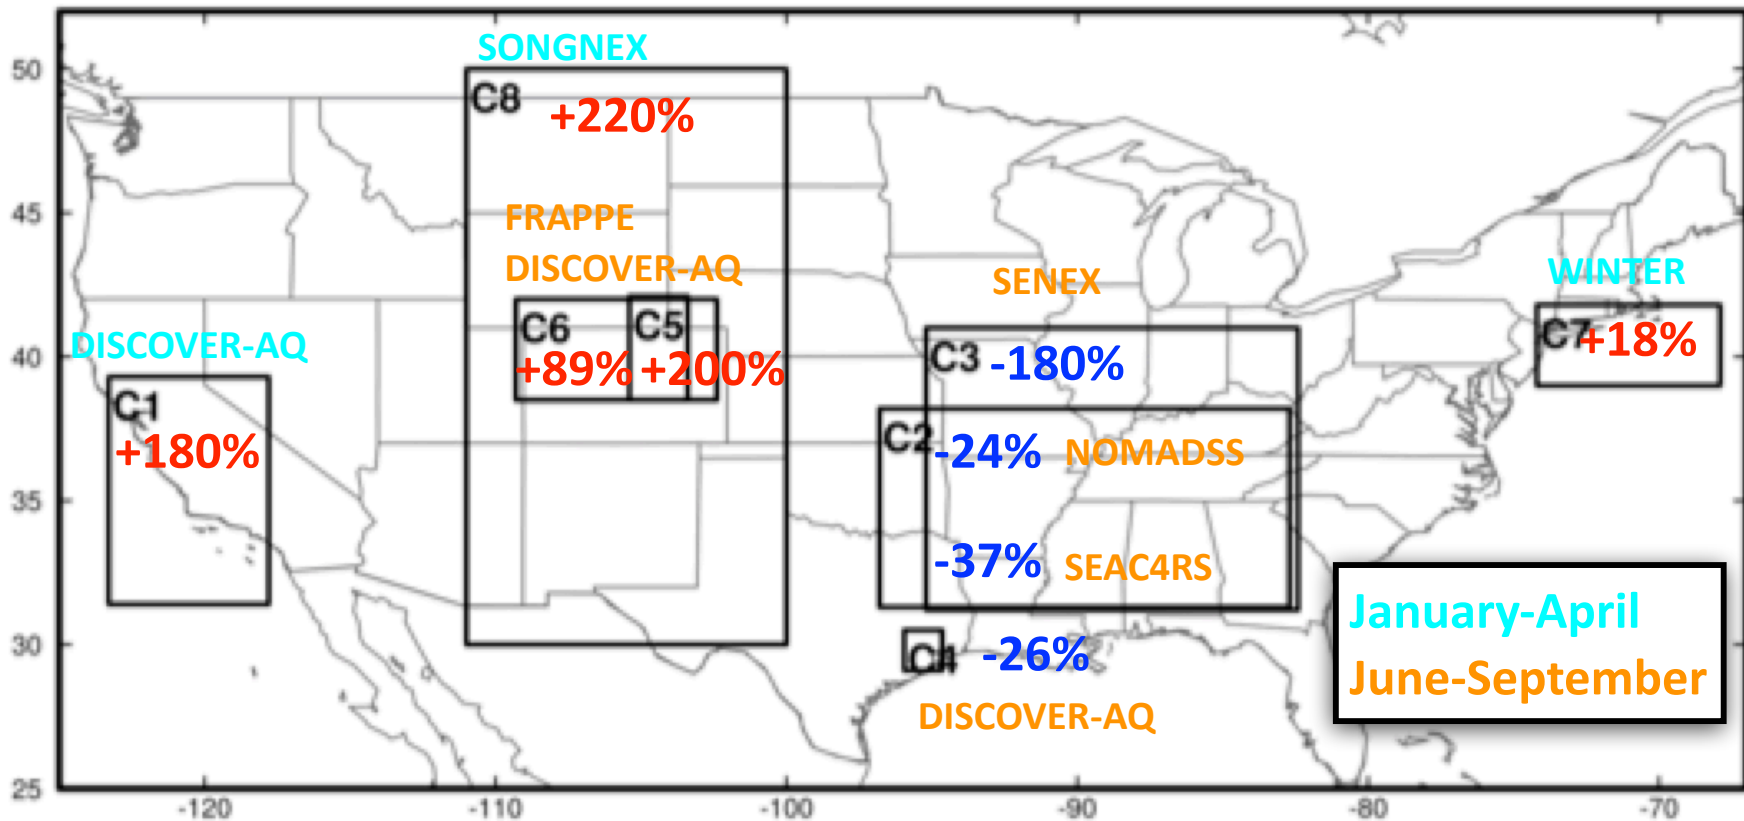 SONGNEX
50
C8
+220%
45
FRAPPE
DISCOVER-AQ
SENEX
WINTER
C6
C5
C7
+18%
DISCOVER-AQ
40
+89%
+200%
C3
-180%
C1
+180%
C2
-24%
NOMADSS
35
-37%
SEAC4RS
January-April
30
C4
-26%
June-September
DISCOVER-AQ
25
-120
-110
-100
-90
-80
-70